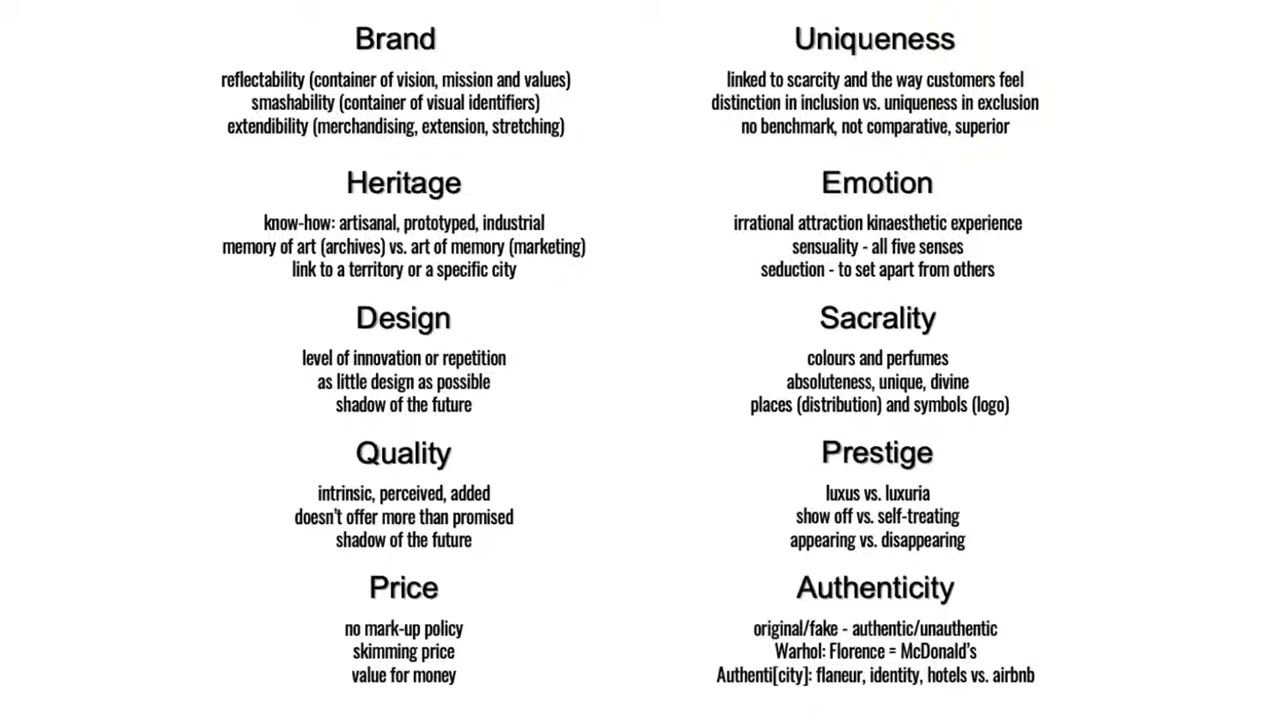 Brand
reflectability (container of vision, mission and values)
smashability (container of visual identifiers)
extendibility (merchandising, extension, stretching)
Heritage
know-how: artisanal, prototyped, industrial
memory of art (archives) vs. art of memory (marketing)
link to a territory or a specific city
Design
level of innovation or repetition
as little design as possible
shadow of the future
Quality
intrinsic, perceived, added
doesn't offer more than promised
shadow of the future
Price
no mark-up policy
skimming price
value for money
Uniqueness
linked to scarcity and the way customers feel
distinction in inclusion vs. uniqueness in exclusion
no benchmark, not comparative, superior
Emotion
irrational attraction kinaesthetic experience
sensuality - all five senses
seduction - to set apart from others
Sacrality
colours and perfumes
absoluteness, unique, divine
places (distribution) and symbols (logo)
Prestige
luxus vs. luxuria
show off vs. self-treating
appearing vs. disappearing
Authenticity
original/fake - authentic/unauthentic
Warhol: Florence = McDonald's
Authenti[city]: flaneur, identity, hotels vs. airbnb